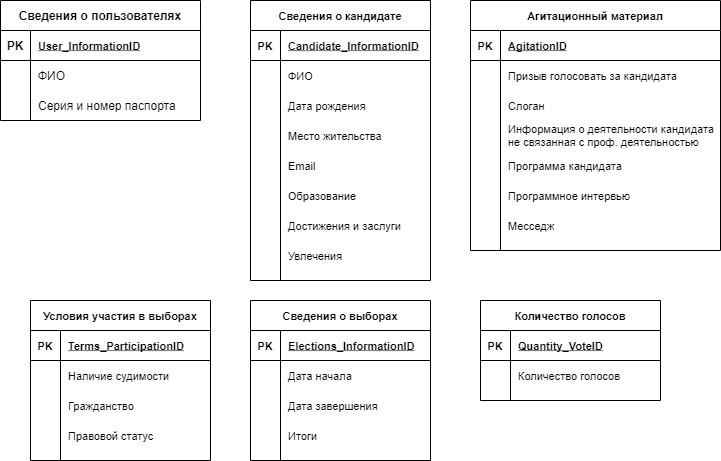 Сведения о пользователях
PK User_InformationID
ФИО
Серия и номер паспорта
Сведения о кандидате
PK Candidate_InformationID
ФИО
Дата рождения
Место жительства
Email
Образование
Достижения и заслуги
Увлечения
Агитационный материал
PK AgitationID
Призыв голосовать за кандидата
Слоган
Информация о деятельности кандидата
не связанная с проф. деятельностью
Программа кандидата
Программное интервью
Месседж
Условия участия в выборах
PK Terms_ParticipationID
Наличие судимости
Гражданство
Правовой статус
Сведения о выборах
PK Elections_InformationID
Дата начала
Дата завершения
Итоги
Количество голосов
PK Quantity_VoteID
Количество голосов